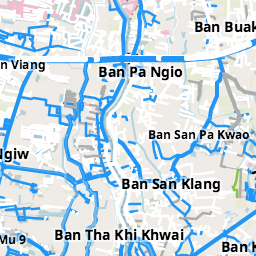 Ban Buak
n Viang
Ban Pa Ngio
Ban San Pa Kwao
Ngiw
Ban San Klang
Ban Tha Khi Khwai
Mu 9
Ban K